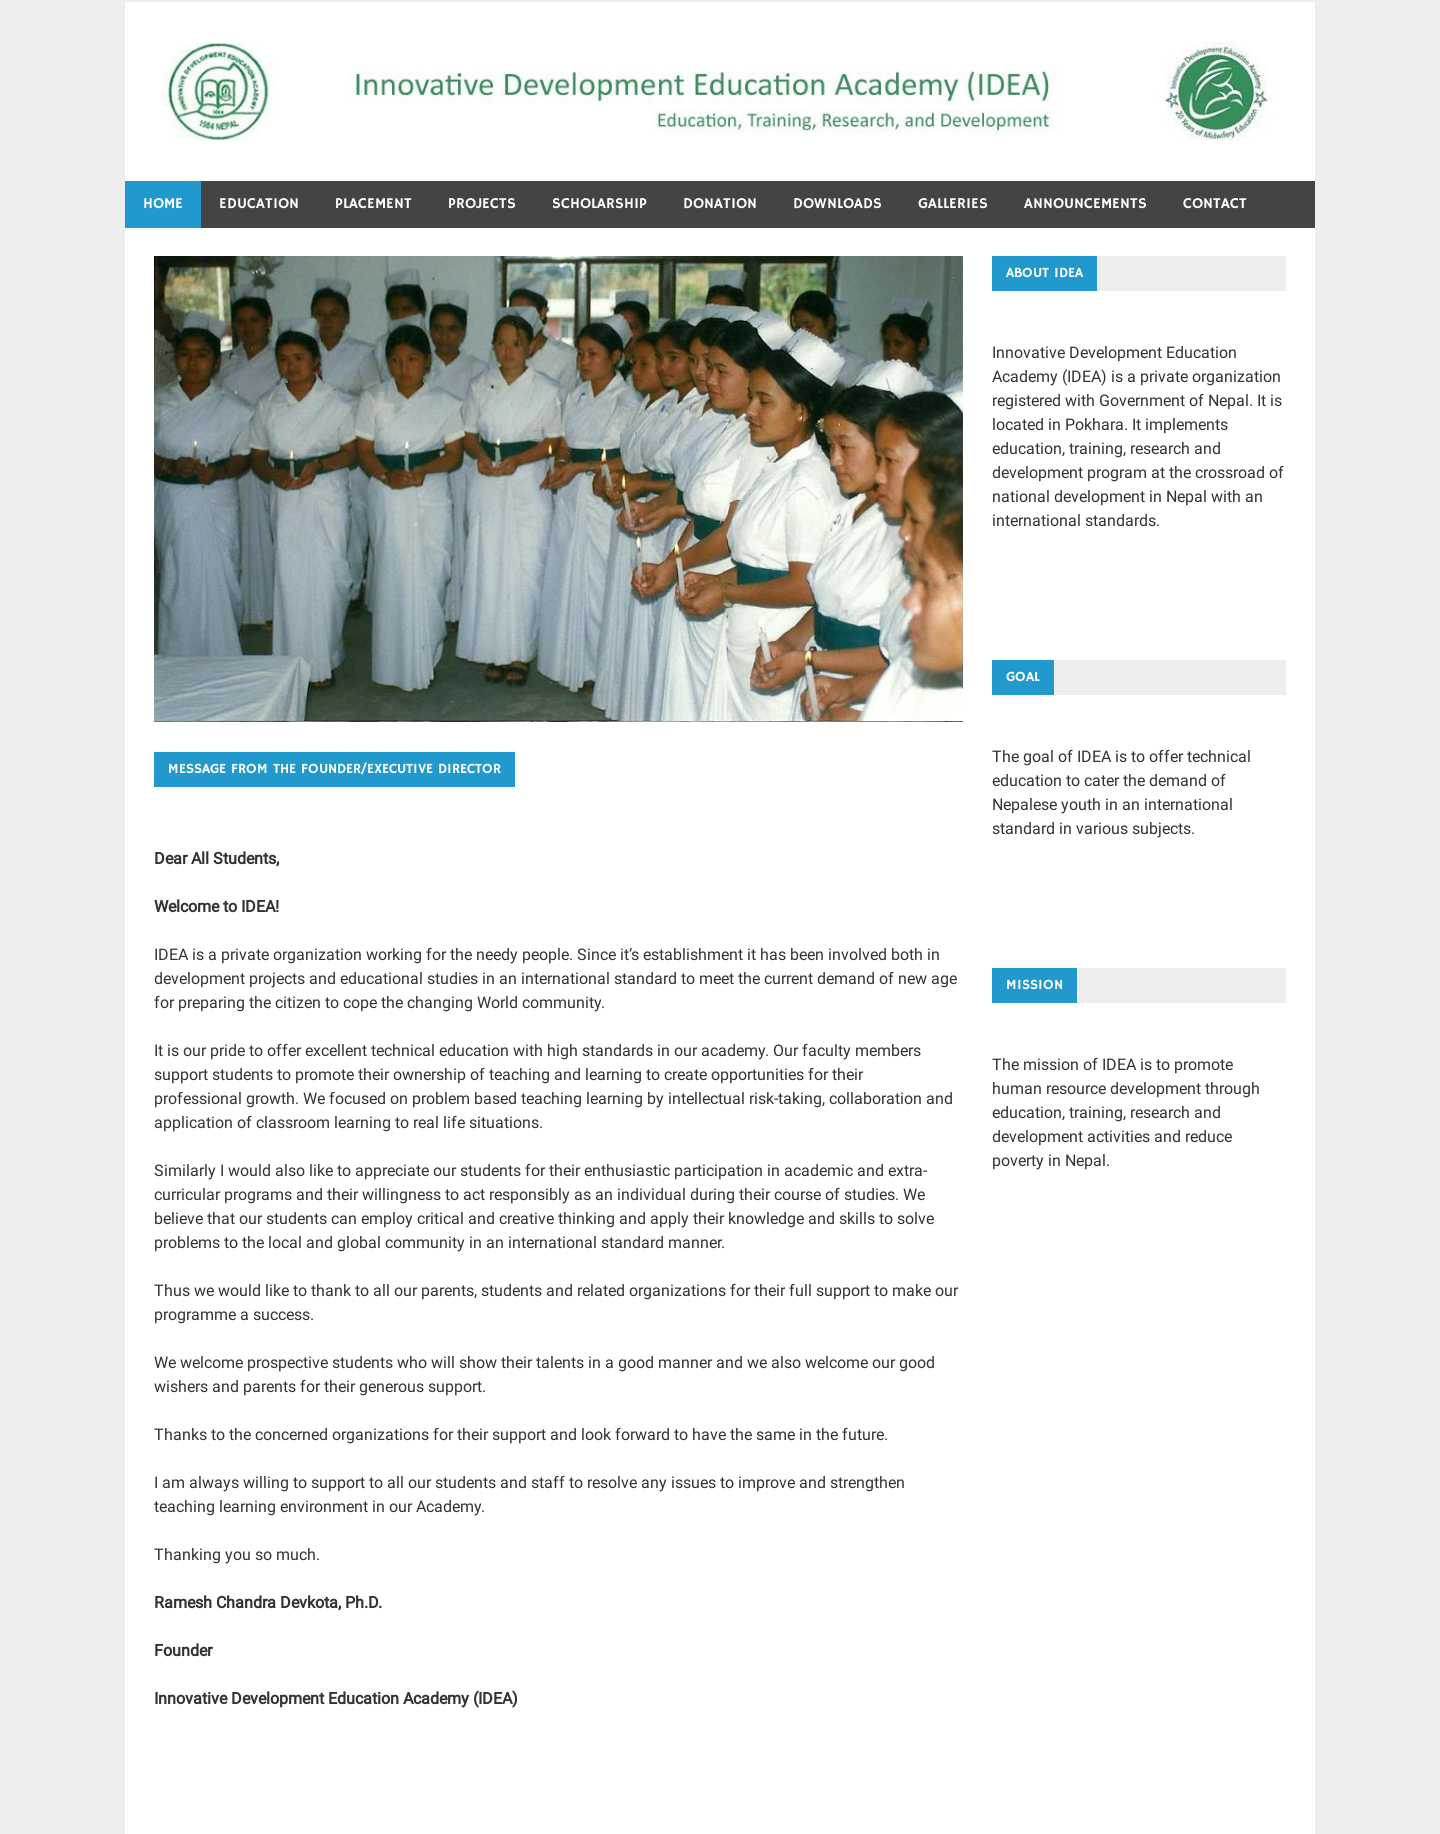 INNOVATIVE DEVELOPMENT EDUCATION ACADEMY
1984 NEPAL
Innovative Development Education Academy (IDEA)
Education, Training, Research, and Development
Innovative Development Education Academy
20 Years of Midwifery Education
HOME EDUCATION PLACEMENT PROJECTS SCHOLARSHIP DONATION DOWNLOADS GALLERIES ANNOUNCEMENTS CONTACT
MESSAGE FROM THE FOUNDER/EXECUTIVE DIRECTOR
Dear All Students,
Welcome to IDEA!
IDEA is a private organization working for the needy people. Since it’s establishment it has been involved both in
development projects and educational studies in an international standard to meet the current demand of new age
for preparing the citizen to cope the changing World community.
It is our pride to offer excellent technical education with high standards in our academy. Our faculty members
support students to promote their ownership of teaching and learning to create opportunities for their
professional growth. We focused on problem based teaching learning by intellectual risk-taking, collaboration and
application of classroom learning to real life situations.
Similarly I would also like to appreciate our students for their enthusiastic participation in academic and extra-
curricular programs and their willingness to act responsibly as an individual during their course of studies. We
believe that our students can employ critical and creative thinking and apply their knowledge and skills to solve
problems to the local and global community in an international standard manner.
Thus we would like to thank to all our parents, students and related organizations for their full support to make our
programme a success.
We welcome prospective students who will show their talents in a good manner and we also welcome our good
wishers and parents for their generous support.
Thanks to the concerned organizations for their support and look forward to have the same in the future.
I am always willing to support to all our students and staff to resolve any issues to improve and strengthen
teaching learning environment in our Academy.
Thanking you so much.
Ramesh Chandra Devkota, Ph.D.
Founder
Innovative Development Education Academy (IDEA)
ABOUT IDEA
Innovative Development Education
Academy (IDEA) is a private organization
registered with Government of Nepal. It is
located in Pokhara. It implements
education, training, research and
development program at the crossroad of
national development in Nepal with an
international standards.
GOAL
The goal of IDEA is to offer technical
education to cater the demand of
Nepalese youth in an international
standard in various subjects.
MISSION
The mission of IDEA is to promote
human resource development through
education, training, research and
development activities and reduce
poverty in Nepal.